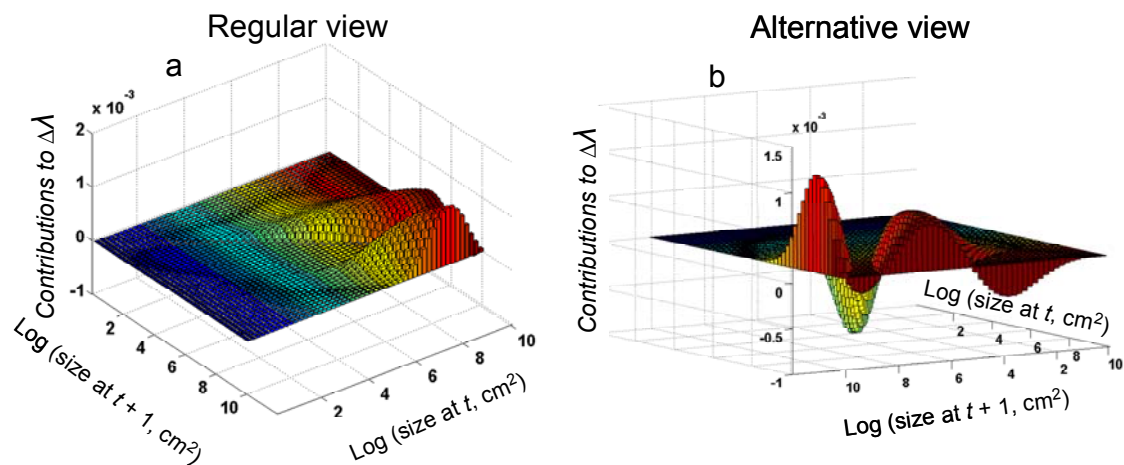 Regular view
Alternative view
a
x 10⁻³
2
1
0
-1
Contributions to Δλ
2
4
6
8
10
Log (size at t + 1, cm²)
2
4
6
8
10
Log (size at t, cm²)
b
x 10⁻³
1.5
1
0
-0.5
-1
Contributions to Δλ
Log (size at t, cm²)
2
4
6
8
10
10
8
6
4
2
Log (size at t + 1, cm²)